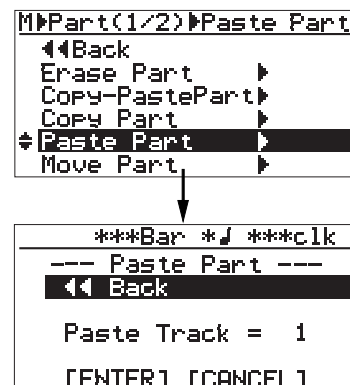 M▶Part(1/2)▶Paste Part
◀◀Back
Erase Part ▶
Copy-PastePart▶
Copy Part ▶
Paste Part ▶
Move Part ▶
***Bar *♩ ***clk
--- Paste Part ---
◀◀ Back
Paste Track = 1
[ENTER] [CANCEL]